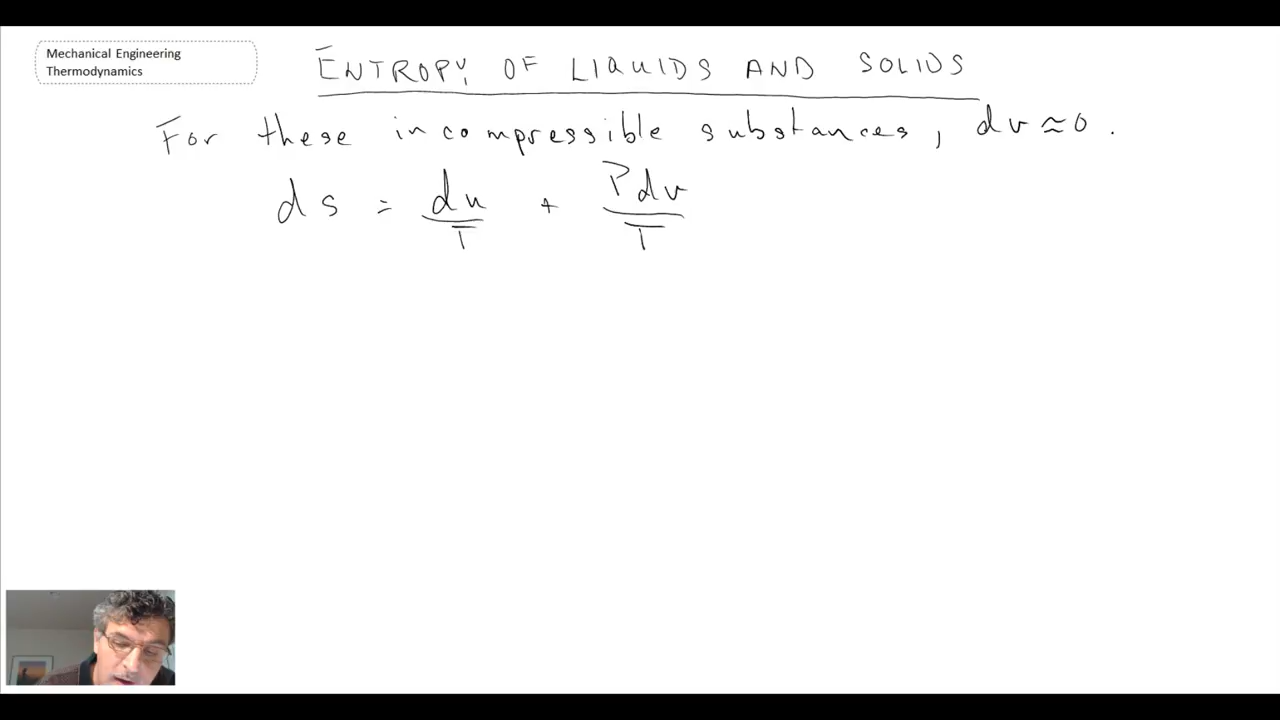 Mechanical Engineering
Thermodynamics
ENTROPY OF LIQUIDS AND SOLIDS
For these incompressible substances, dv ≈ 0.
ds = du/T + Pdv/T